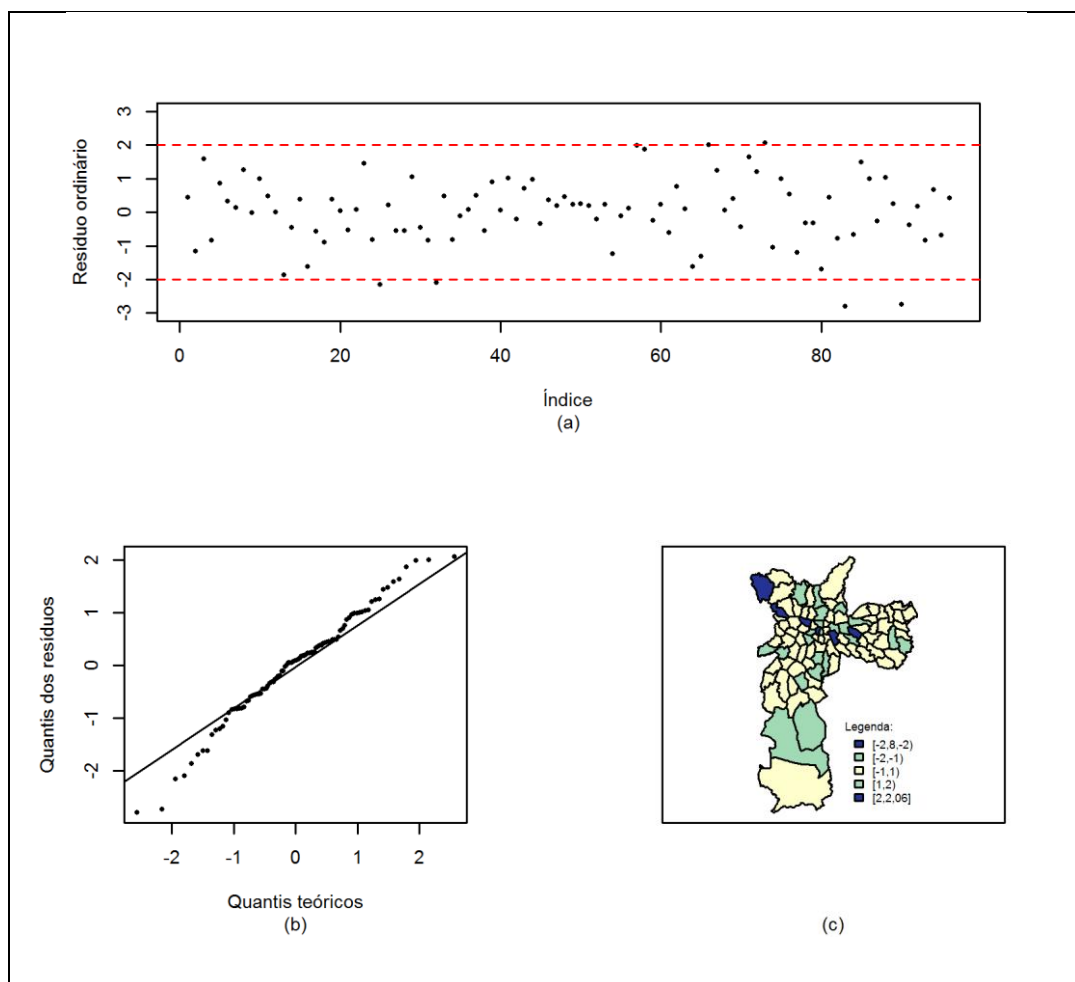 3
2
1
0
-1
-2
-3
Resíduo ordinário
0 20 40 60 80
Índice
(a)
2
1
0
-1
-2
Quantis dos resíduos
-2 -1 0 1 2
Quantis teóricos
(b)
Legenda:
[-2,8,-2)
[-2,-1)
[-1,1)
[1,2)
[2,2,06]
(c)